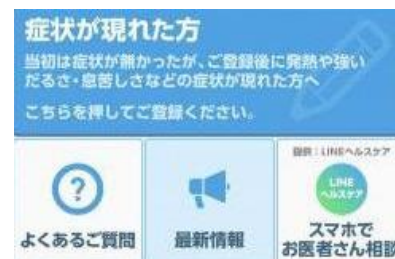 症状が現れた方
当初は症状が無かったが、ご登録後に発熱や強い
だるさ・息苦しさなどの症状が現れた方へ
こちらを押してご登録ください。
提供：LINEヘルスケア
LINE
ヘルスケア
よくあるご質問
最新情報
スマホで
お医者さん相談